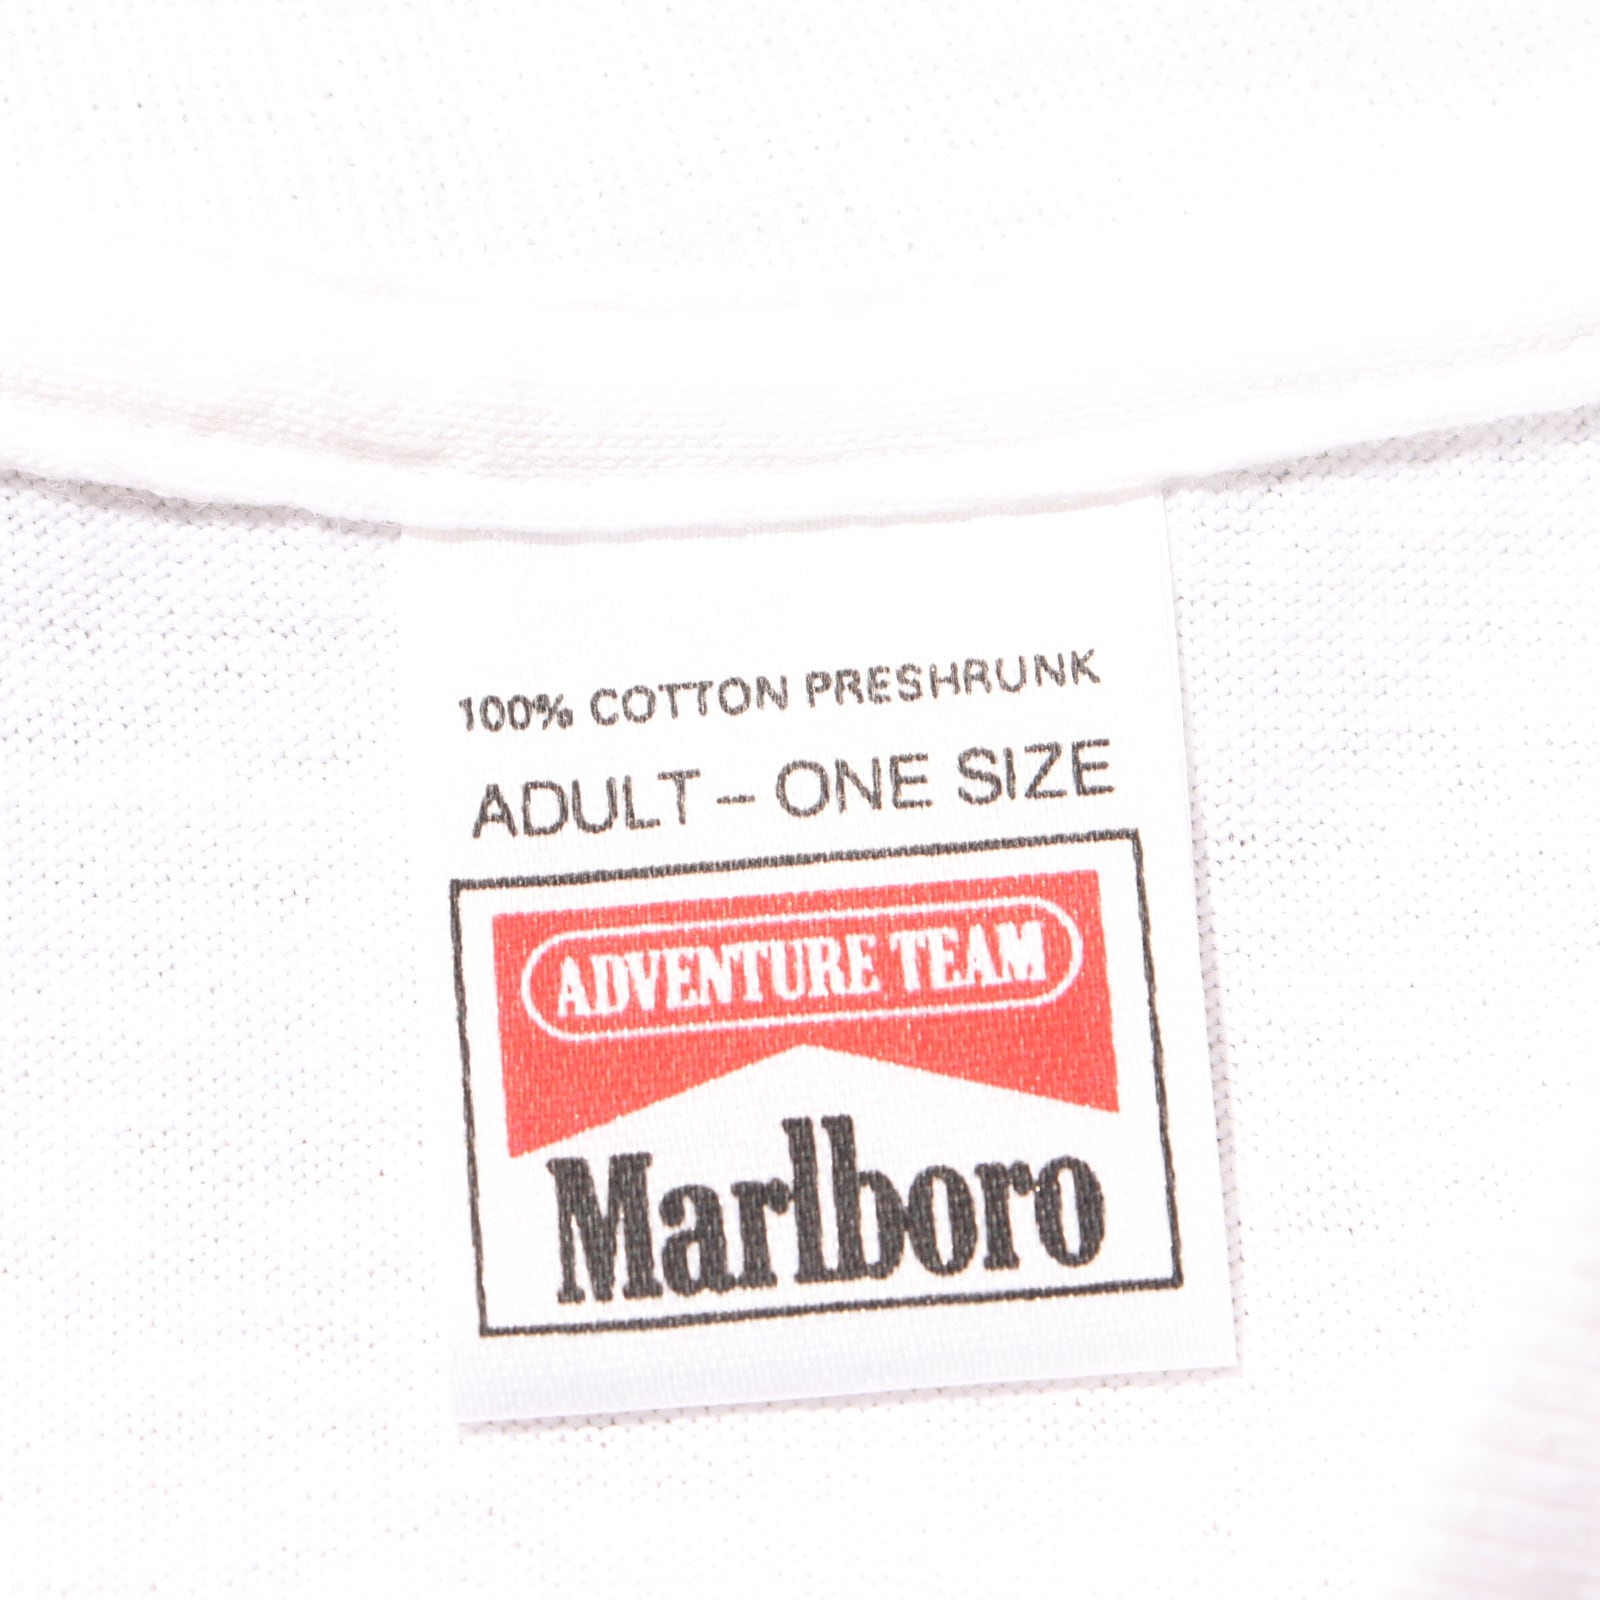 100% COTTON PRESHRUNK
ADULT – ONE SIZE
ADVENTURE TEAM
Marlboro